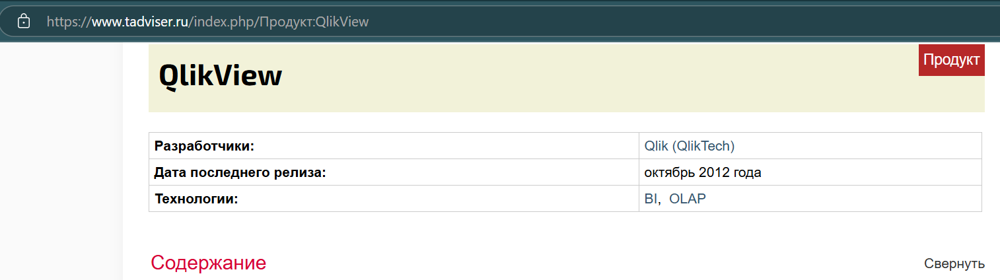 https://www.tadviser.ru/index.php/Продукт:QlikView
Продукт
QlikView
Разработчики: Qlik (QlikTech)
Дата последнего релиза: октябрь 2012 года
Технологии: BI, OLAP
Содержание Свернуть